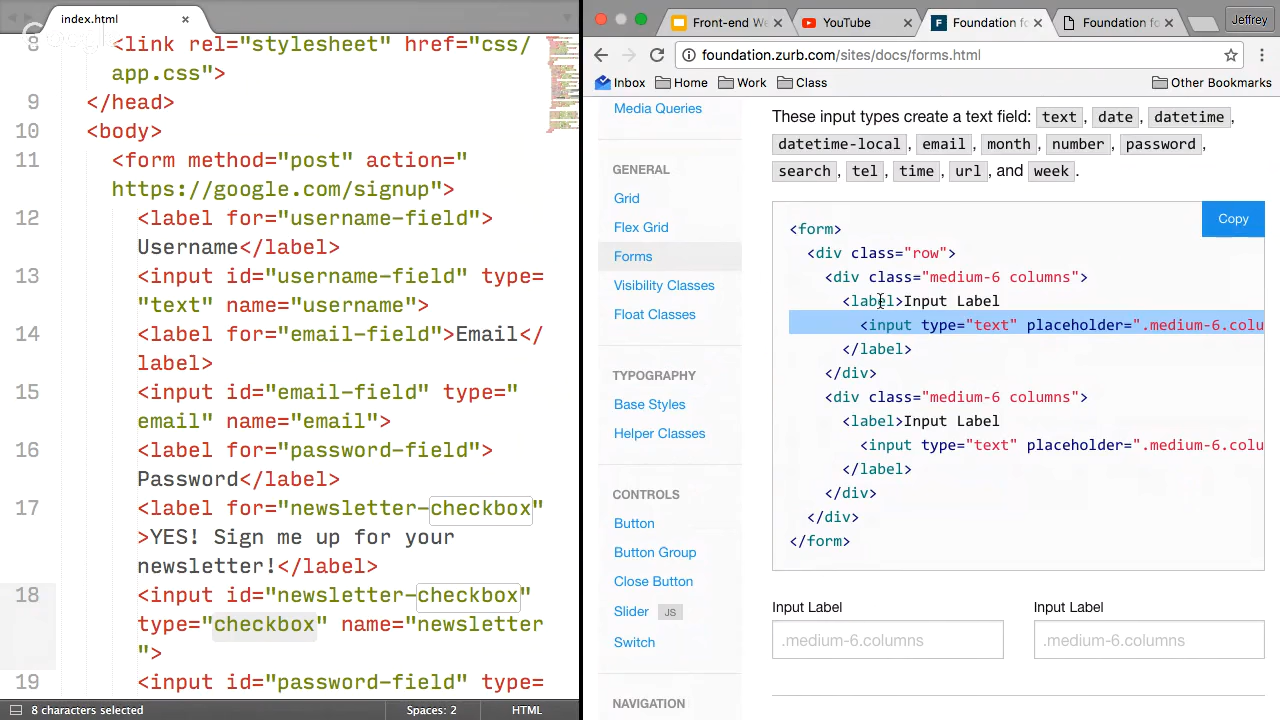 index.html
Google
8 <link rel="stylesheet" href="css/
app.css">
9 </head>
10 <body>
11 <form method="post" action="
https://google.com/signup">
12 <label for="username-field">
Username</label>
13 <input id="username-field" type=
"text" name="username">
14 <label for="email-field">Email</
label>
15 <input id="email-field" type="
email" name="email">
16 <label for="password-field">
Password</label>
17 <label for="newsletter-checkbox"
>YES! Sign me up for your
newsletter!</label>
18 <input id="newsletter-checkbox"
type="checkbox" name="newsletter
">
19 <input id="password-field" type=
8 characters selected Spaces: 2 HTML
Front-end We YouTube Foundation fo Foundation fo Jeffrey
foundation.zurb.com/sites/docs/forms.html
Inbox Home Work Class Other Bookmarks
Media Queries
GENERAL
Grid
Flex Grid
Forms
Visibility Classes
Float Classes
TYPOGRAPHY
Base Styles
Helper Classes
CONTROLS
Button
Button Group
Close Button
Slider JS
Switch
NAVIGATION
These input types create a text field: text, date, datetime,
datetime-local, email, month, number, password,
search, tel, time, url, and week.
Copy
<form>
<div class="row">
<div class="medium-6 columns">
<label>Input Label
<input type="text" placeholder=".medium-6.colu
</label>
</div>
<div class="medium-6 columns">
<label>Input Label
<input type="text" placeholder=".medium-6.colu
</label>
</div>
</div>
</form>
Input Label Input Label
.medium-6.columns .medium-6.columns